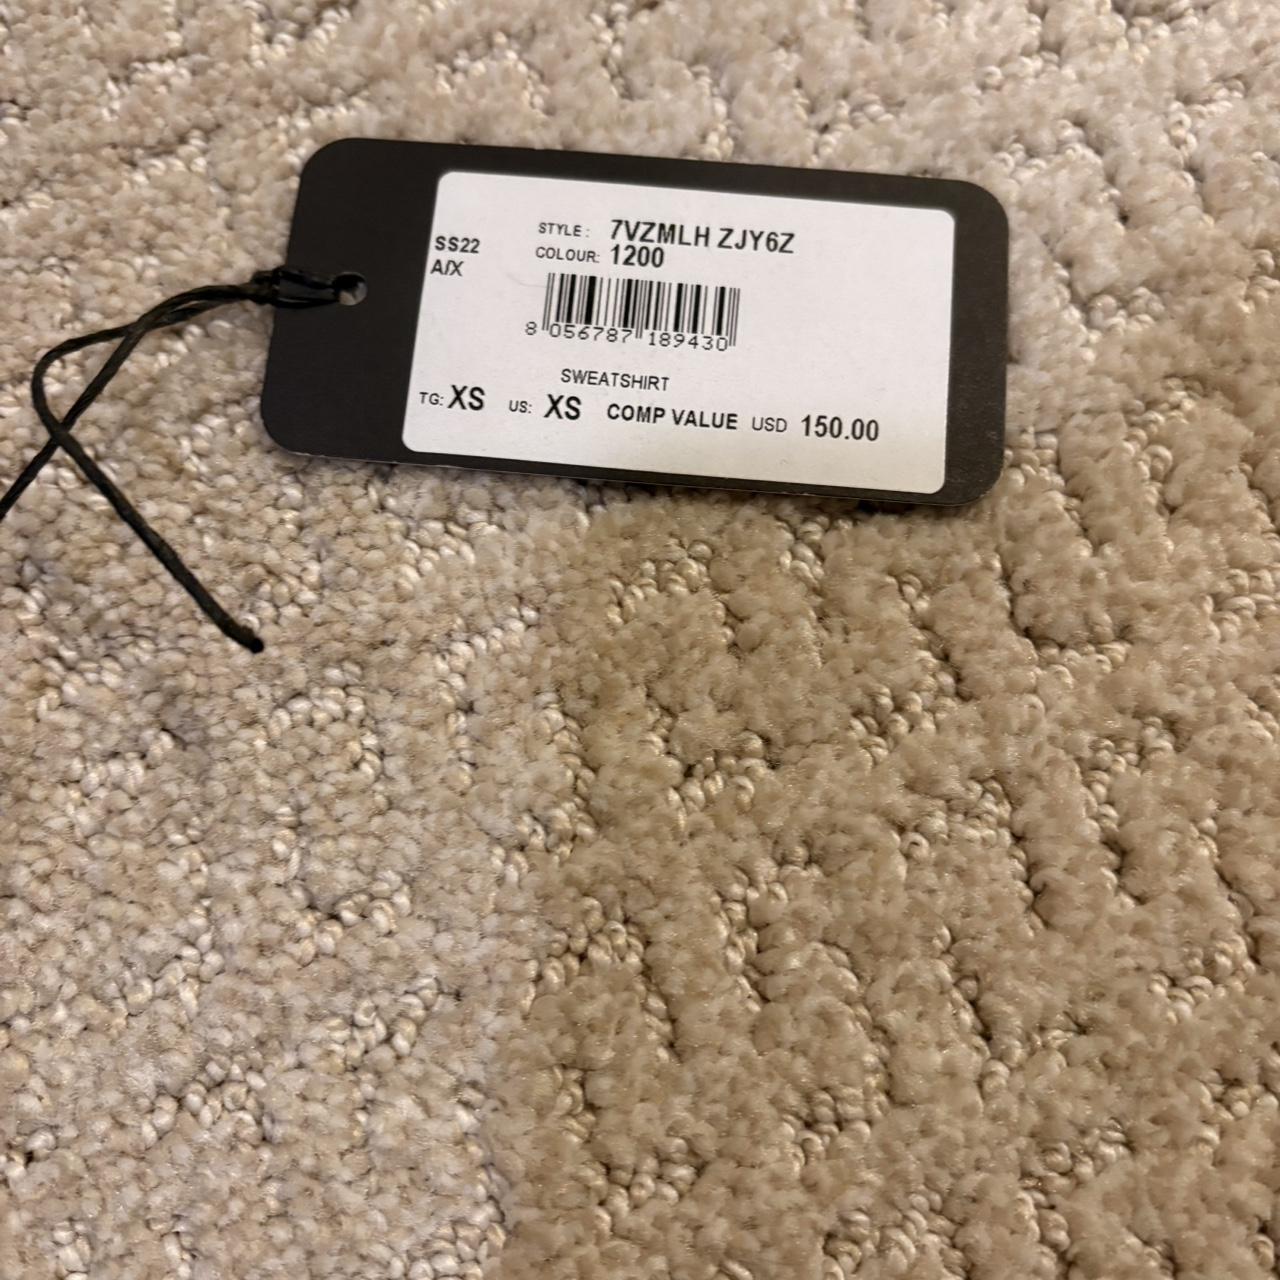 SS22
A/X
STYLE: 7VZMLH ZJY6Z
COLOUR: 1200
8 056787 189430
SWEATSHIRT
TG: XS US: XS COMP VALUE USD 150.00